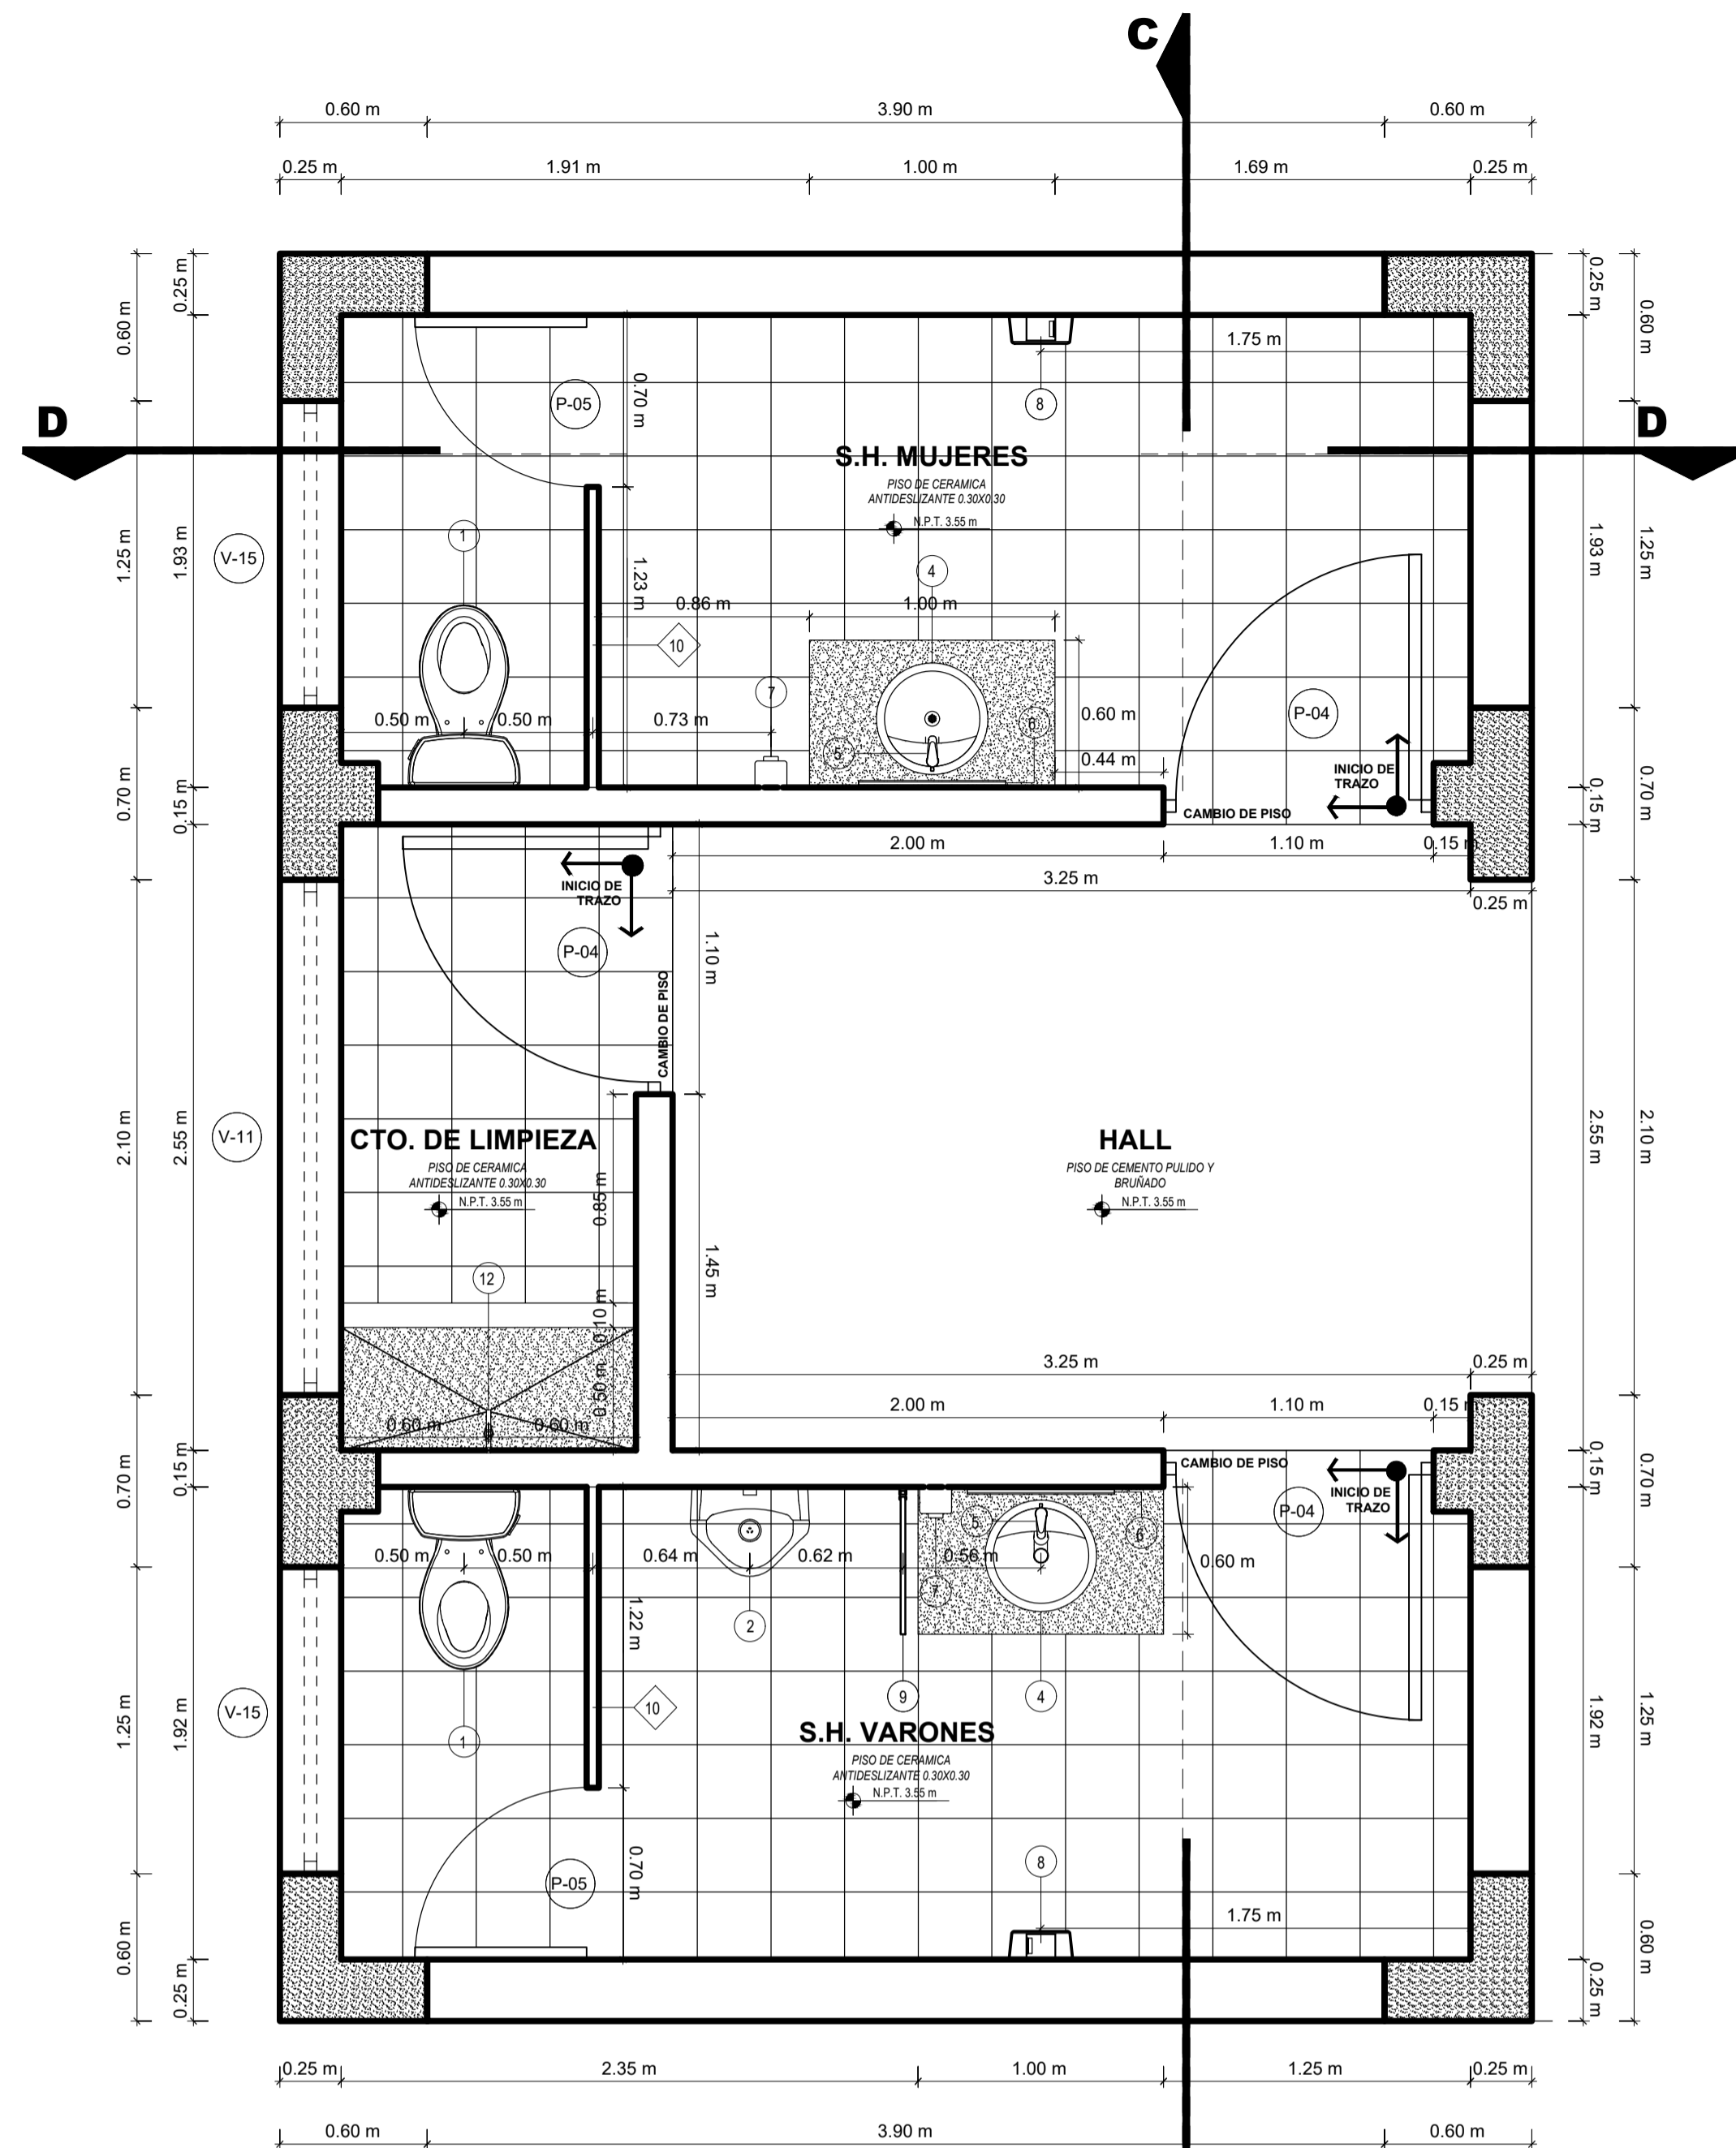 C
0.60 m
3.90 m
0.60 m
0.25 m
1.91 m
1.00 m
1.69 m
0.25 m
0.60 m
0.25 m
0.25 m
0.60 m
1.75 m
P-05
0.70 m
8
D
D
S.H. MUJERES
PISO DE CERAMICA
ANTIDESLIZANTE 0.30X0.30
N.P.T. 3.55 m
1
1.25 m
1.93 m
V-15
1.93 m
1.25 m
4
1.23 m
0.86 m
1.00 m
10
7
0.50 m
0.50 m
0.73 m
5
6
0.60 m
0.44 m
P-04
INICIO DE
TRAZO
CAMBIO DE PISO
0.70 m
0.15 m
0.15 m
0.70 m
2.00 m
1.10 m
0.15 m
3.25 m
0.25 m
INICIO DE
TRAZO
P-04
1.10 m
CAMBIO DE PISO
2.10 m
2.55 m
V-11
2.55 m
2.10 m
CTO. DE LIMPIEZA
PISO DE CERAMICA
ANTIDESLIZANTE 0.30X0.30
N.P.T. 3.55 m
HALL
PISO DE CEMENTO PULIDO Y
BRUÑADO
N.P.T. 3.55 m
0.85 m
1.45 m
12
0.10 m
0.50 m
0.60 m
0.60 m
3.25 m
0.25 m
2.00 m
1.10 m
0.15 m
0.70 m
0.15 m
0.15 m
0.70 m
CAMBIO DE PISO
INICIO DE
TRAZO
P-04
5
6
0.50 m
0.50 m
0.64 m
0.62 m
0.56 m
0.60 m
7
2
1.22 m
9
4
10
1.25 m
1.92 m
V-15
1
1.92 m
1.25 m
S.H. VARONES
PISO DE CERAMICA
ANTIDESLIZANTE 0.30X0.30
N.P.T. 3.55 m
8
P-05
0.70 m
1.75 m
0.60 m
0.25 m
0.25 m
0.60 m
0.25 m
2.35 m
1.00 m
1.25 m
0.25 m
0.60 m
3.90 m
0.60 m